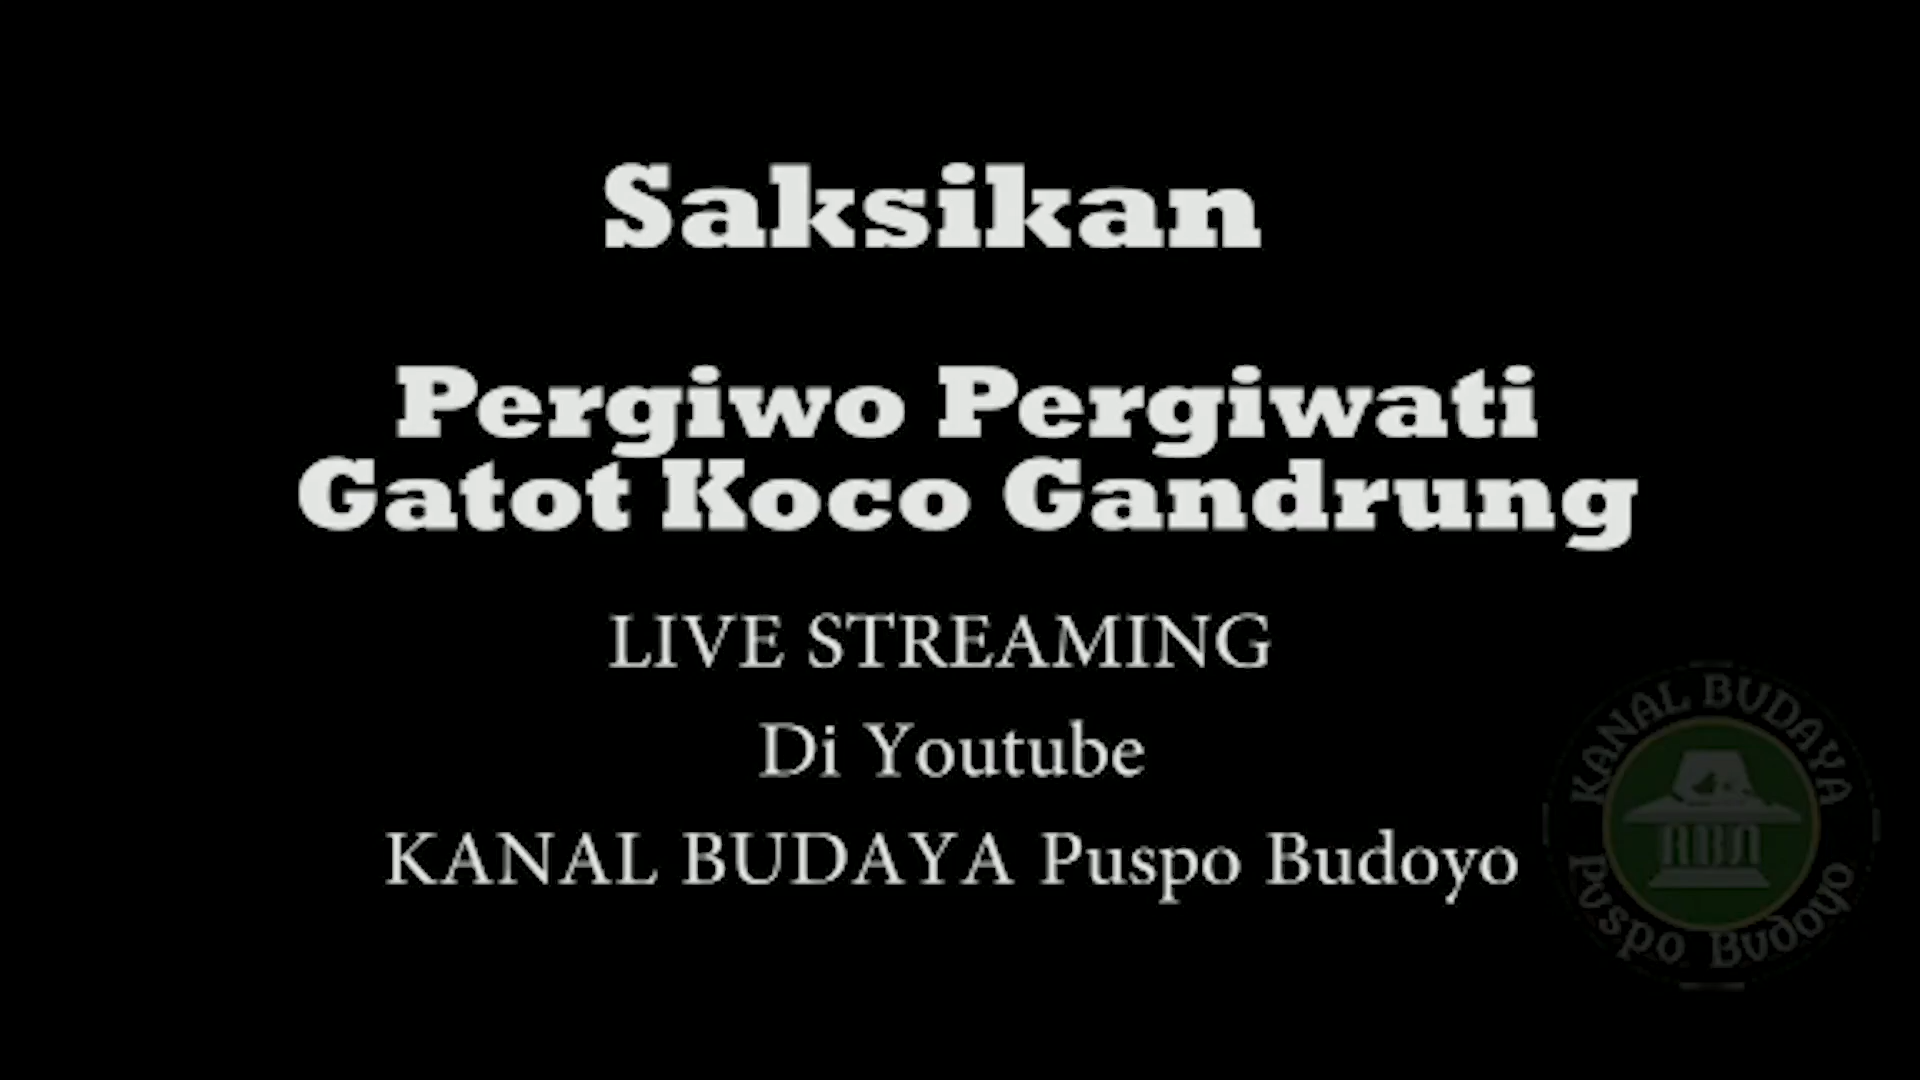 Saksikan
Pergiwo Pergiwati
Gatot Koco Gandrung
LIVE STREAMING
Di Youtube
KANAL BUDAYA Puspo Budoyo
KANAL BUDAYA
Puspo Budoyo